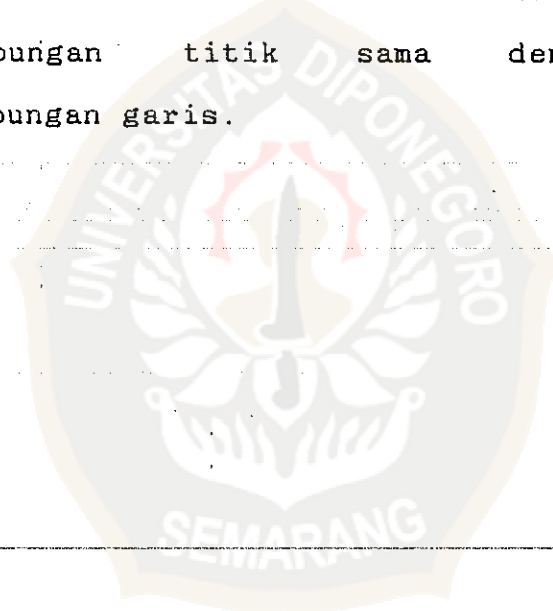 bungan titik sama den
bungan garis.
UNIVERSITAS DIPONEGORO
SEMARANG